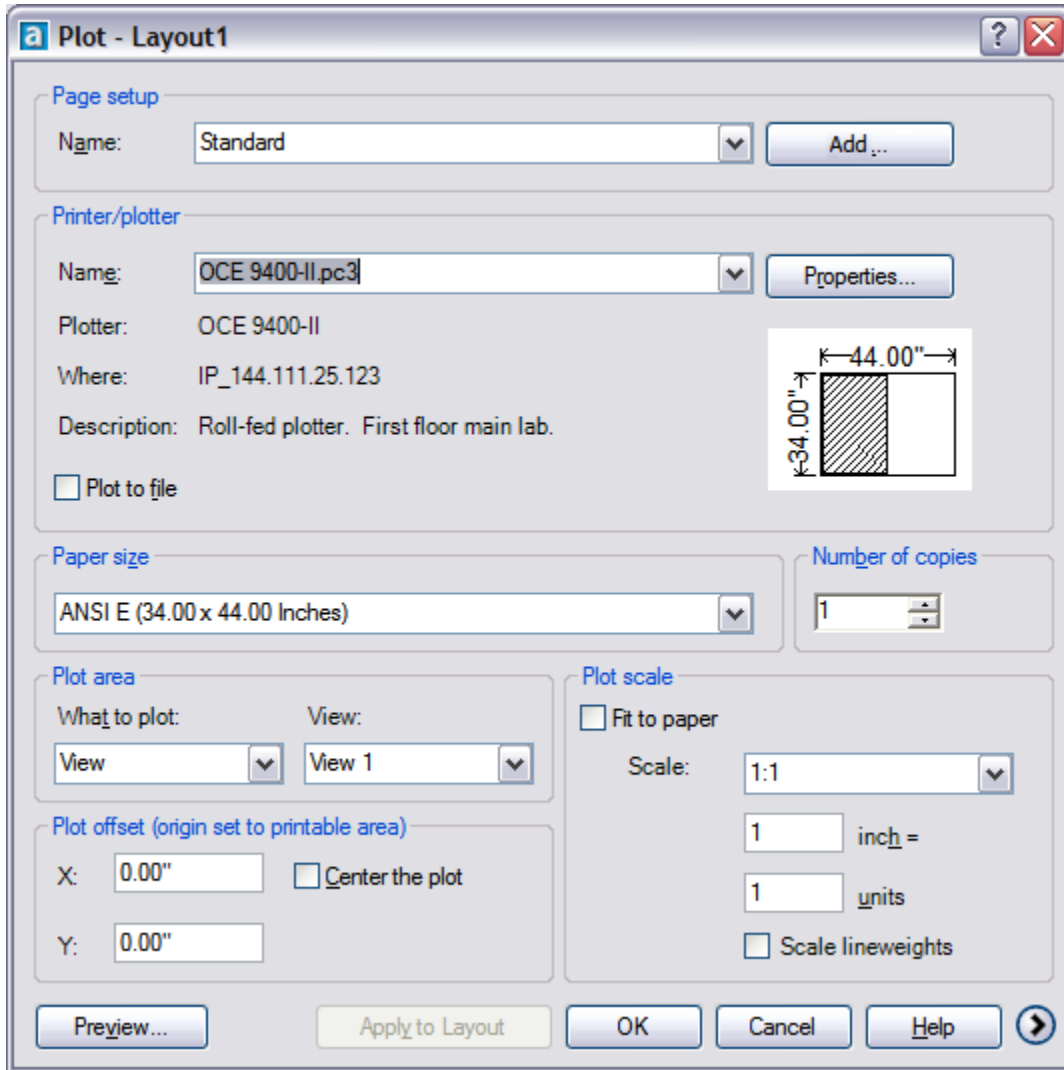 a Plot - Layout1
Page setup
Name: Standard Add...
Printer/plotter
Name: OCE 9400-II.pc3 Properties...
Plotter: OCE 9400-II
Where: IP_144.111.25.123
Description: Roll-fed plotter. First floor main lab.
44.00"
34.00"
Plot to file
Paper size
ANSI E (34.00 x 44.00 Inches)
Number of copies
1
Plot area
What to plot: View:
View View 1
Plot offset (origin set to printable area)
X: 0.00" Center the plot
Y: 0.00"
Plot scale
Fit to paper
Scale: 1:1
1 inch =
1 units
Scale lineweights
Preview... Apply to Layout OK Cancel Help